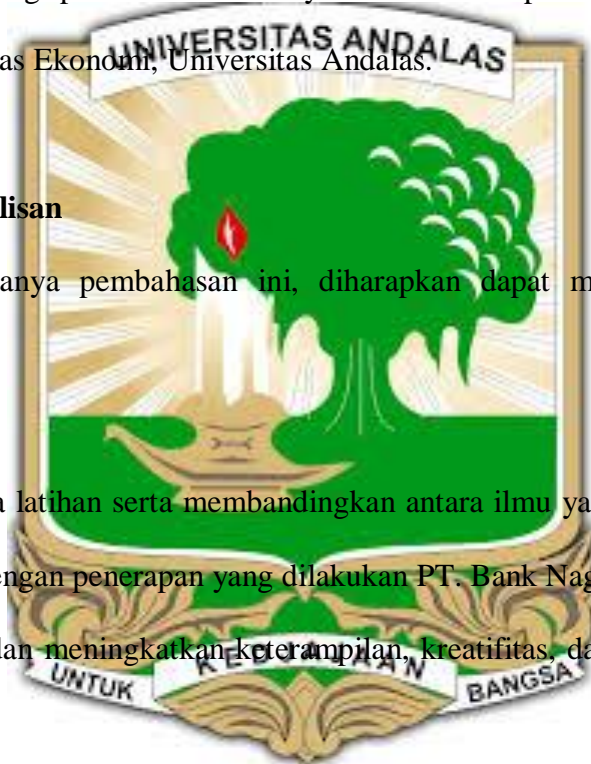 UNIVERSITAS ANDALAS
as Ekonomi, Universitas Andalas.
lisan
anya pembahasan ini, diharapkan dapat m
a latihan serta membandingkan antara ilmu ya
engan penerapan yang dilakukan PT. Bank Nag
dan meningkatkan keterampilan, kreatifitas, da
UNTUK KEDJAJAAN BANGSA